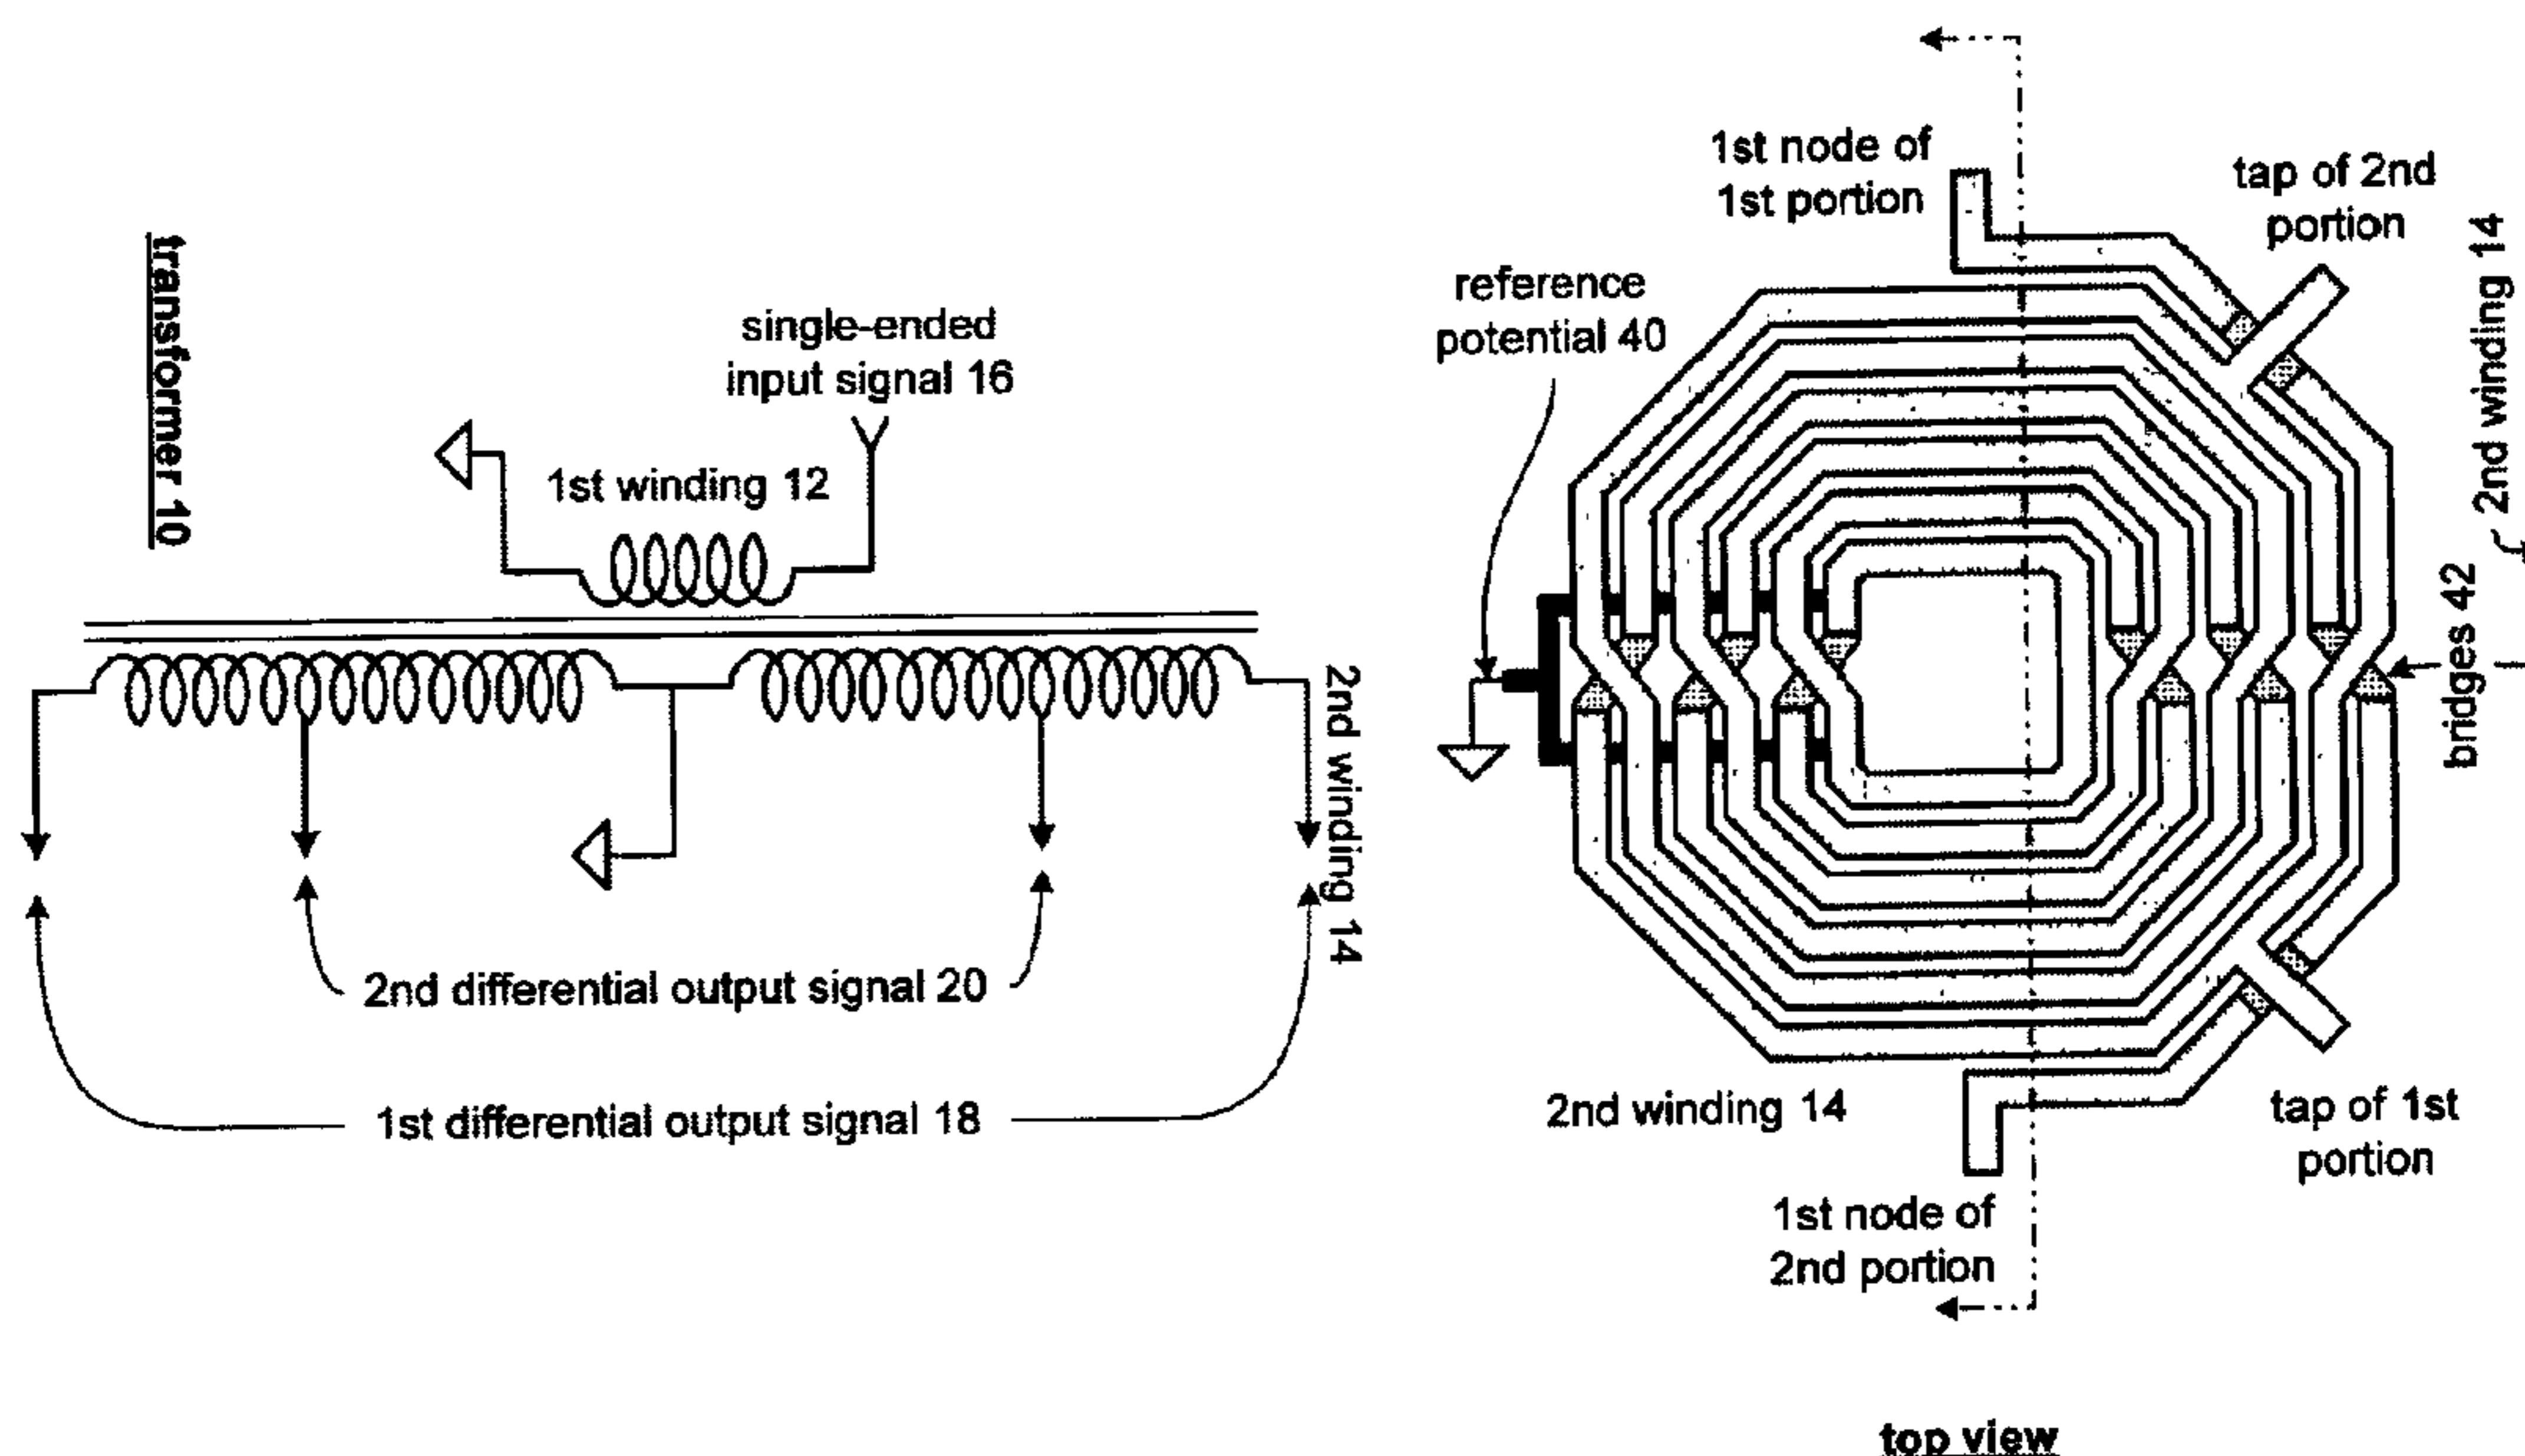 transformer 10
single-ended
input signal 16
1st winding 12
2nd winding 14
2nd differential output signal 20
1st differential output signal 18
1st node of
1st portion
tap of 2nd
portion
reference
potential 40
2nd winding 14
bridges 42
2nd winding 14
tap of 1st
portion
1st node of
2nd portion
top view